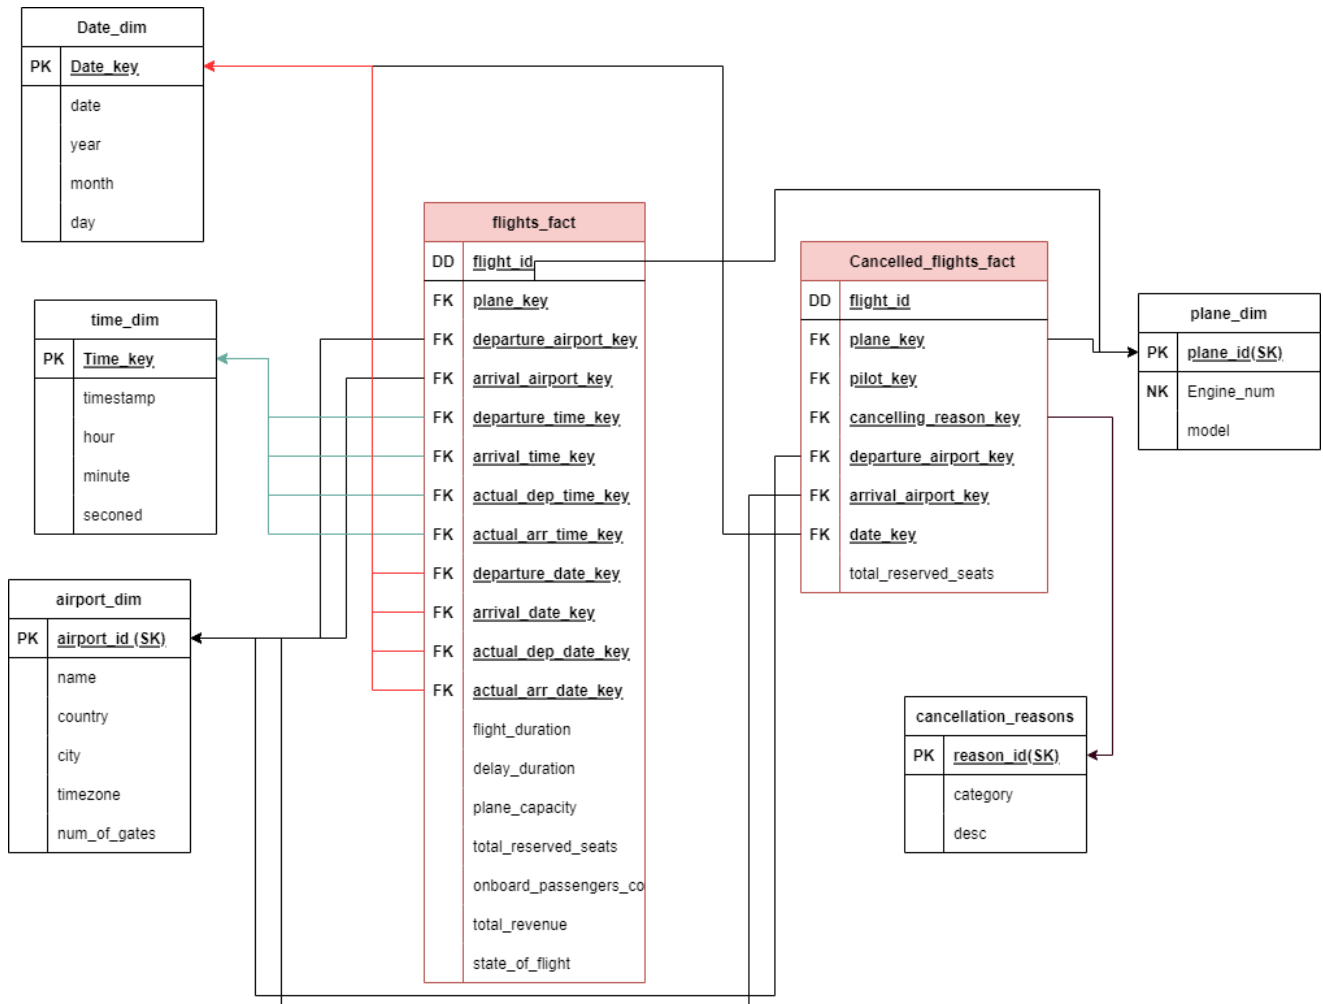 Date_dim
PK Date_key
date
year
month
day
time_dim
PK Time_key
timestamp
hour
minute
seconed
airport_dim
PK airport_id (SK)
name
country
city
timezone
num_of_gates
flights_fact
DD flight_id
FK plane_key
FK departure_airport_key
FK arrival_airport_key
FK departure_time_key
FK arrival_time_key
FK actual_dep_time_key
FK actual_arr_time_key
FK departure_date_key
FK arrival_date_key
FK actual_dep_date_key
FK actual_arr_date_key
flight_duration
delay_duration
plane_capacity
total_reserved_seats
onboard_passengers_co
total_revenue
state_of_flight
Cancelled_flights_fact
DD flight_id
FK plane_key
FK pilot_key
FK cancelling_reason_key
FK departure_airport_key
FK arrival_airport_key
FK date_key
total_reserved_seats
plane_dim
PK plane_id(SK)
NK Engine_num
model
cancellation_reasons
PK reason_id(SK)
category
desc